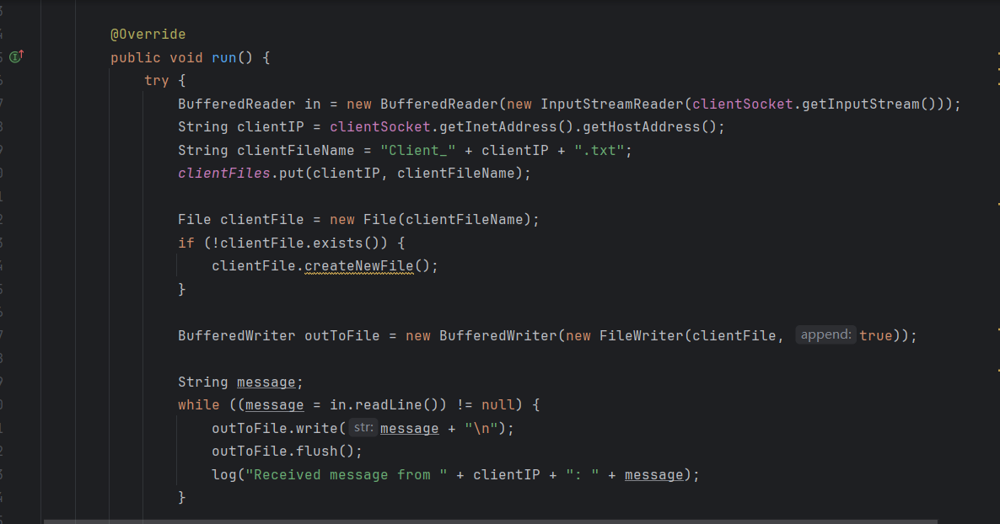 @Override
public void run() {
try {
BufferedReader in = new BufferedReader(new InputStreamReader(clientSocket.getInputStream()));
String clientIP = clientSocket.getInetAddress().getHostAddress();
String clientFileName = "Client_" + clientIP + ".txt";
clientFiles.put(clientIP, clientFileName);
File clientFile = new File(clientFileName);
if (!clientFile.exists()) {
clientFile.createNewFile();
}
BufferedWriter outToFile = new BufferedWriter(new FileWriter(clientFile, append: true));
String message;
while ((message = in.readLine()) != null) {
outToFile.write( str: message + "\n");
outToFile.flush();
log("Received message from " + clientIP + ": " + message);
}